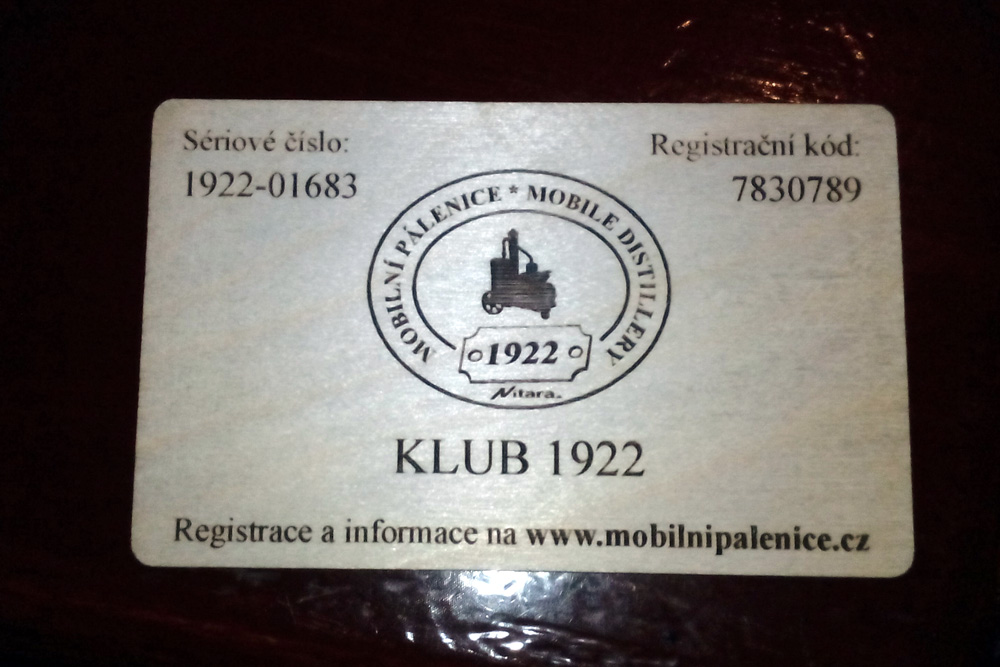 Sériové číslo:
1922-01683
Registrační kód:
7830789
MOBILNÍ PÁLENICE * MOBILE DISTILLERY
1922
Nitara
KLUB 1922
Registrace a informace na www.mobilnipalenice.cz